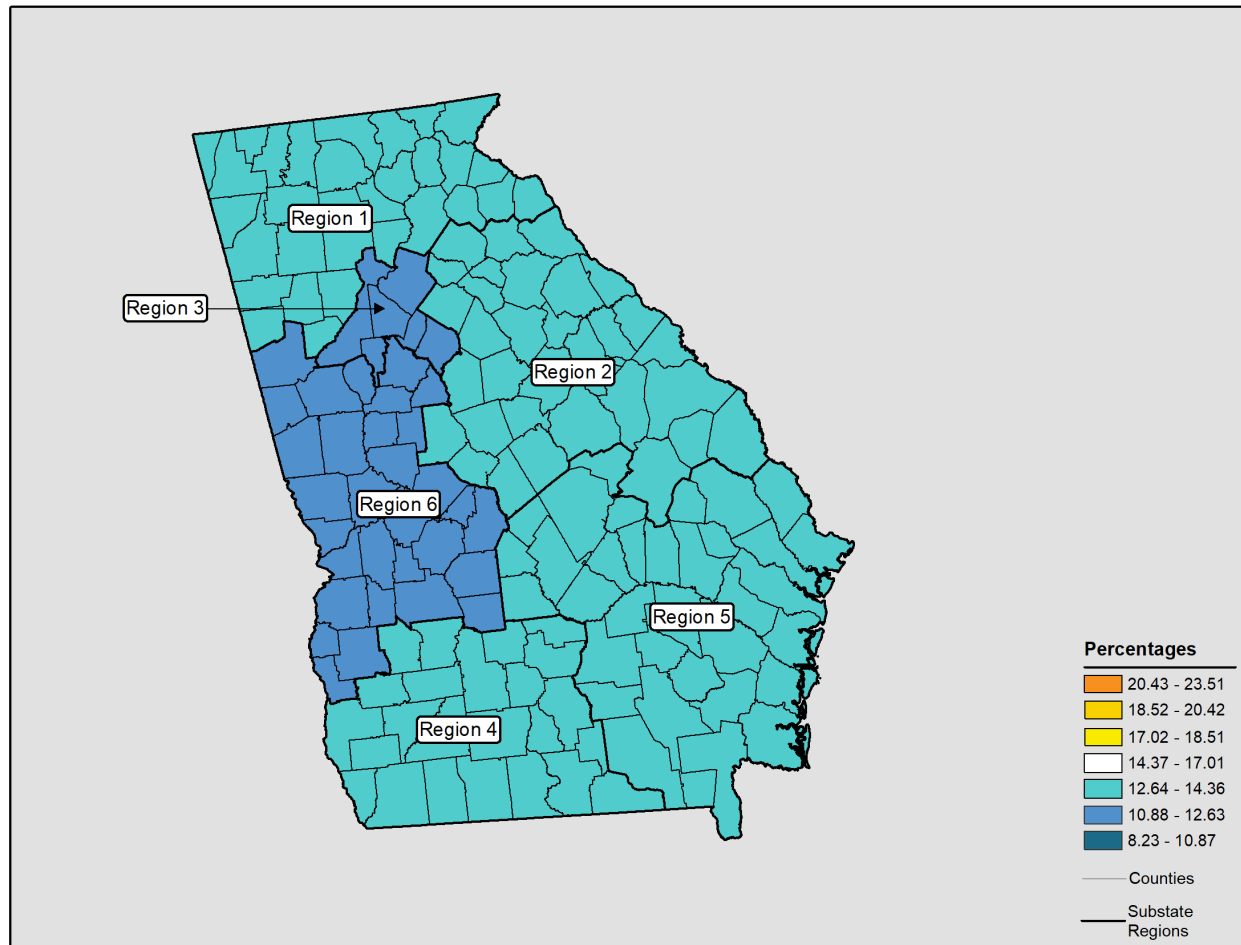 Region 1
Region 3
Region 2
Region 6
Region 5
Region 4
Percentages
20.43 - 23.51
18.52 - 20.42
17.02 - 18.51
14.37 - 17.01
12.64 - 14.36
10.88 - 12.63
8.23 - 10.87
Counties
Substate
Regions